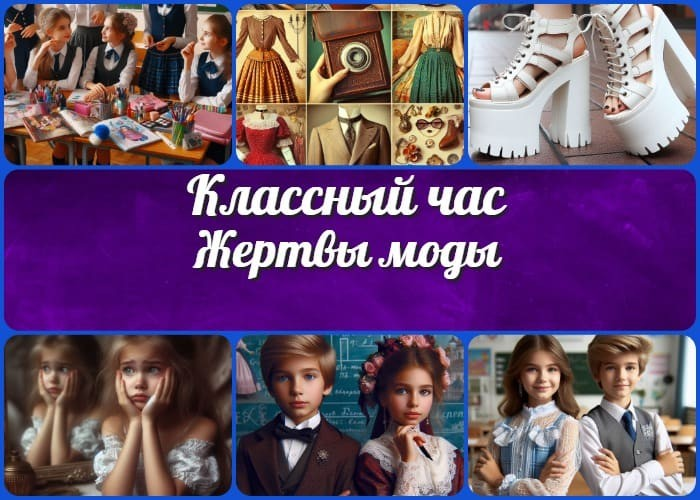 Классный час
Жертвы моды